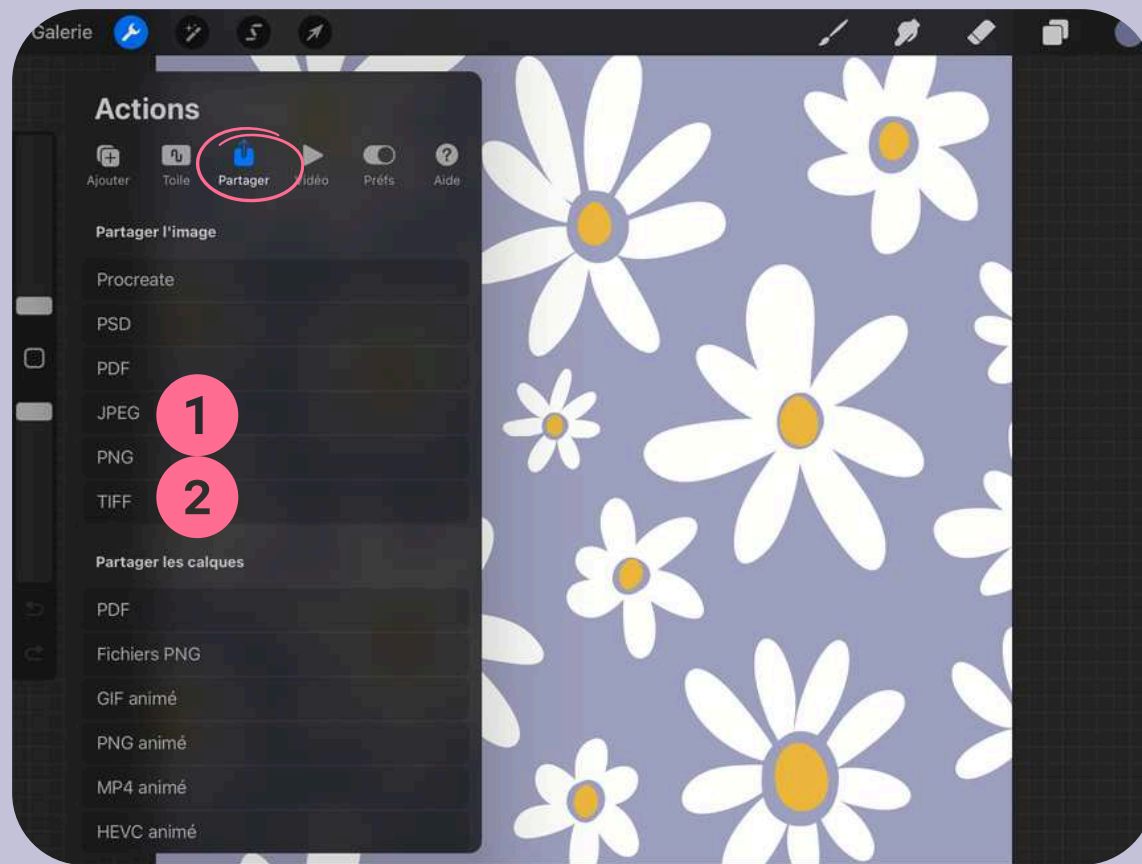 Galerie
Actions
Ajouter Toile Partager Vidéo Préfs Aide
Partager l'image
Procreate
PSD
PDF
JPEG 1
PNG
TIFF 2
Partager les calques
PDF
Fichiers PNG
GIF animé
PNG animé
MP4 animé
HEVC animé